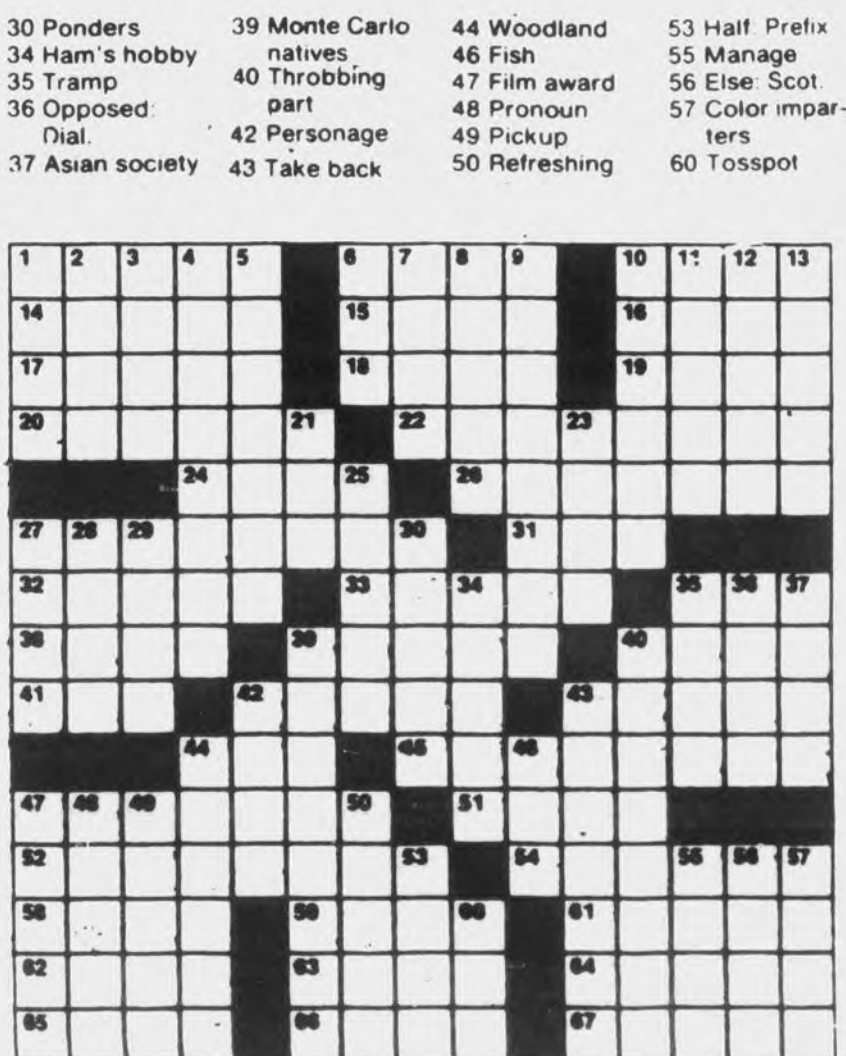 30 Ponders
34 Ham's hobby
35 Tramp
36 Opposed:
Dial.
37 Asian society
39 Monte Carlo
natives
40 Throbbing
part
42 Personage
43 Take back
44 Woodland
46 Fish
47 Film award
48 Pronoun
49 Pickup
50 Refreshing
53 Half: Prefix
55 Manage
56 Else: Scot.
57 Color impar-
ters
60 Tosspot
1 2 3 4 5 6 7 8 9 10 11 12 13
14 15 16
17 18 19
20 21 22 23
24 25 26
27 28 29 30 31
32 33 34 35 36 37
38 39 40
41 42 43
44 45 46
47 48 49 50 51
52 53 54 55 56 57
58 59 60 61
62 63 64
65 66 67